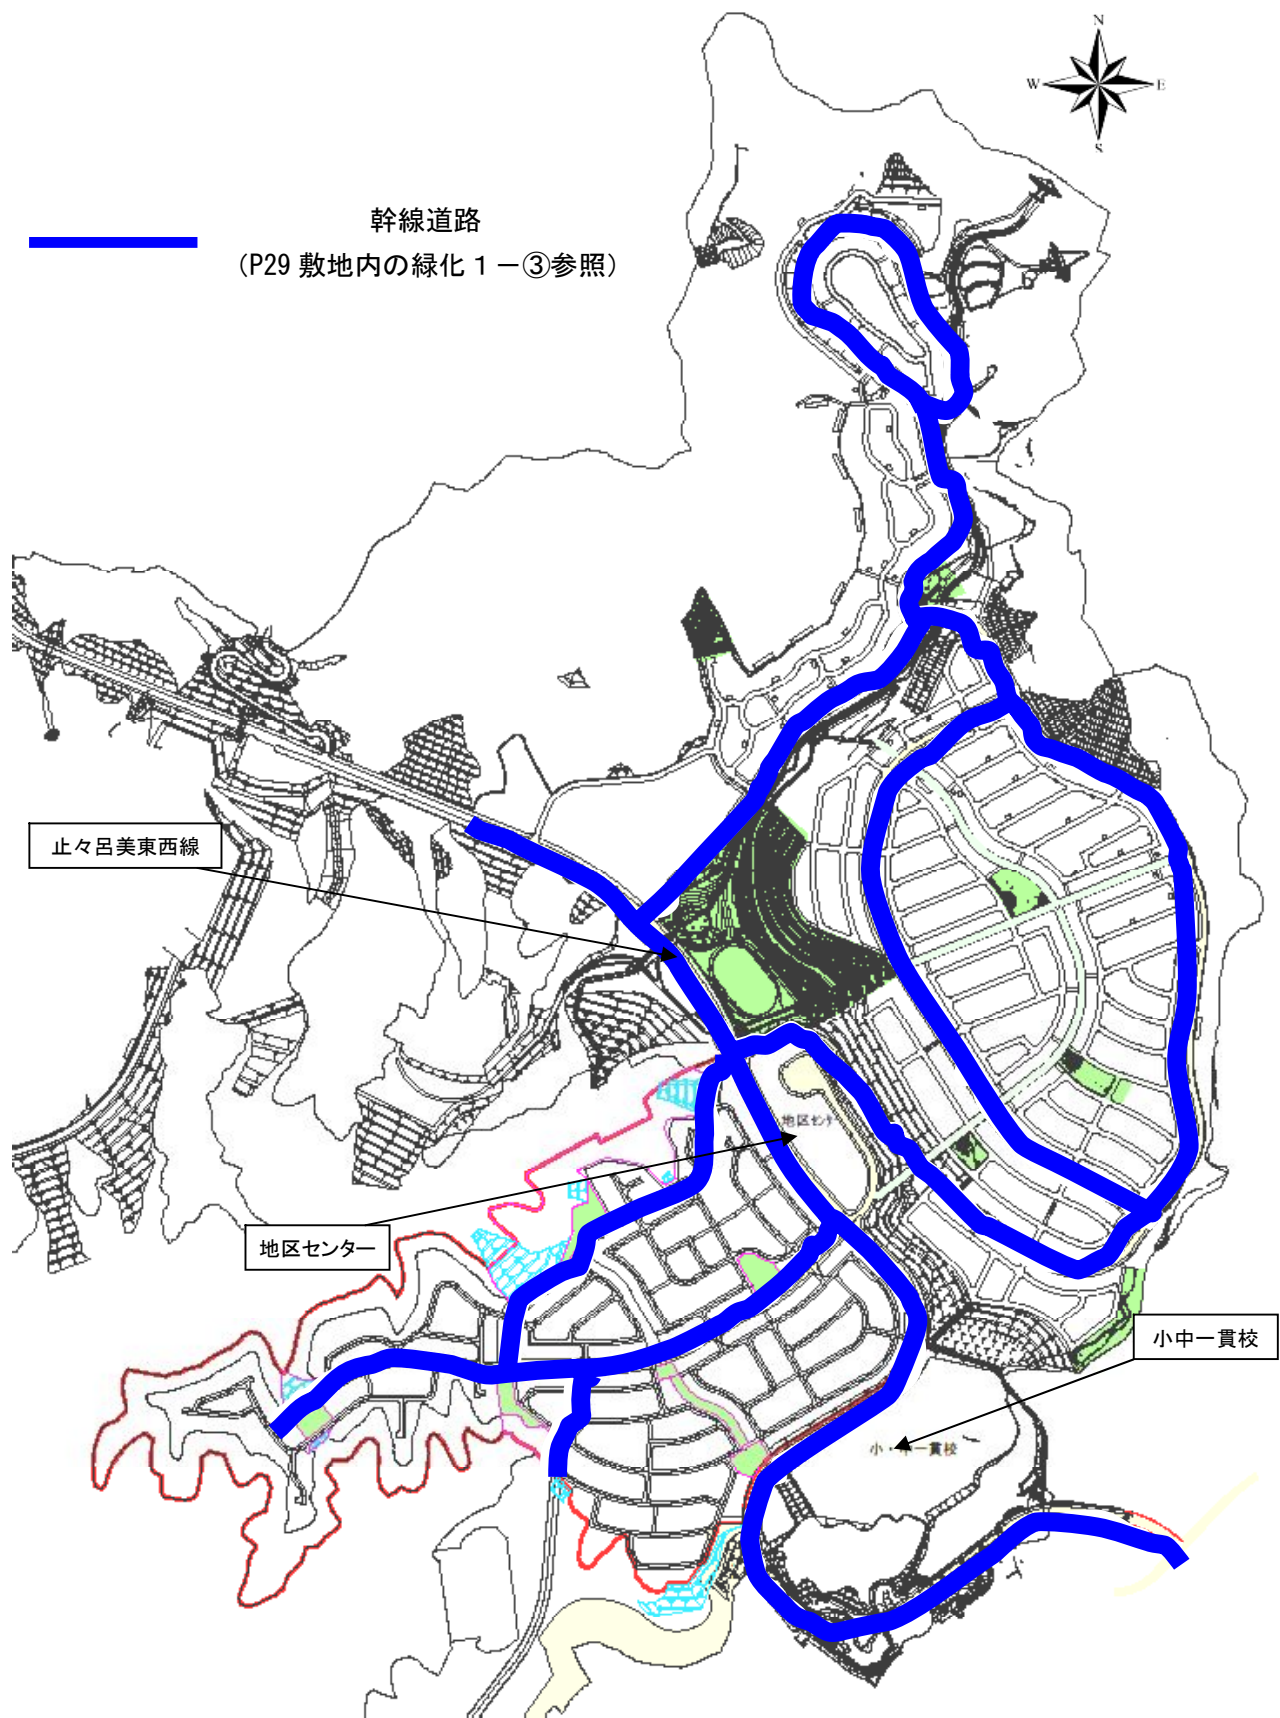 N
W
E
S
幹線道路
（P29 敷地内の緑化 １－③参照）
止々呂美東西線
地区センター
地区センター
小中一貫校
小・中一貫校